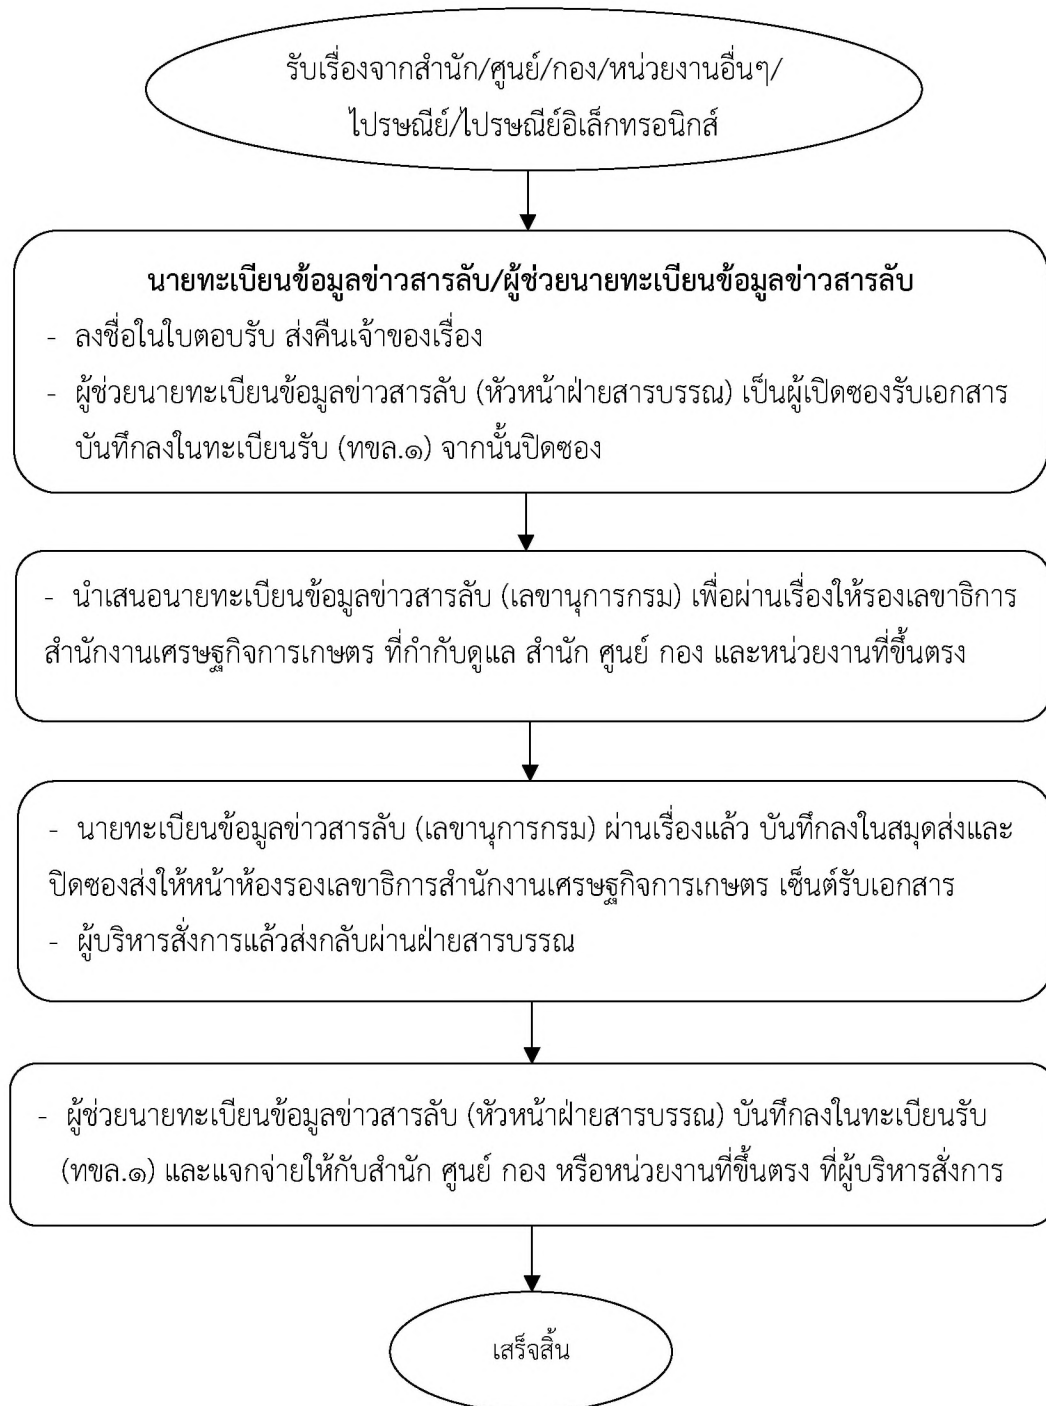 รับเรื่องจากสำนัก/ศูนย์/กอง/หน่วยงานอื่นๆ/
ไปรษณีย์/ไปรษณีย์อิเล็กทรอนิกส์
นายทะเบียนข้อมูลข่าวสารลับ/ผู้ช่วยนายทะเบียนข้อมูลข่าวสารลับ
- ลงชื่อในใบตอบรับ ส่งคืนเจ้าของเรื่อง
- ผู้ช่วยนายทะเบียนข้อมูลข่าวสารลับ (หัวหน้าฝ่ายสารบรรณ) เป็นผู้เปิดซองรับเอกสาร
บันทึกลงในทะเบียนรับ (ทขล.๑) จากนั้นปิดซอง
- นำเสนอนายทะเบียนข้อมูลข่าวสารลับ (เลขานุการกรม) เพื่อผ่านเรื่องให้รองเลขาธิการ
สำนักงานเศรษฐกิจการเกษตร ที่กำกับดูแล สำนัก ศูนย์ กอง และหน่วยงานที่ขึ้นตรง
- นายทะเบียนข้อมูลข่าวสารลับ (เลขานุการกรม) ผ่านเรื่องแล้ว บันทึกลงในสมุดส่งและ
ปิดซองส่งให้หน้าห้องรองเลขาธิการสำนักงานเศรษฐกิจการเกษตร เซ็นต์รับเอกสาร
- ผู้บริหารสั่งการแล้วส่งกลับผ่านฝ่ายสารบรรณ
- ผู้ช่วยนายทะเบียนข้อมูลข่าวสารลับ (หัวหน้าฝ่ายสารบรรณ) บันทึกลงในทะเบียนรับ
(ทขล.๑) และแจกจ่ายให้กับสำนัก ศูนย์ กอง หรือหน่วยงานที่ขึ้นตรง ที่ผู้บริหารสั่งการ
เสร็จสิ้น